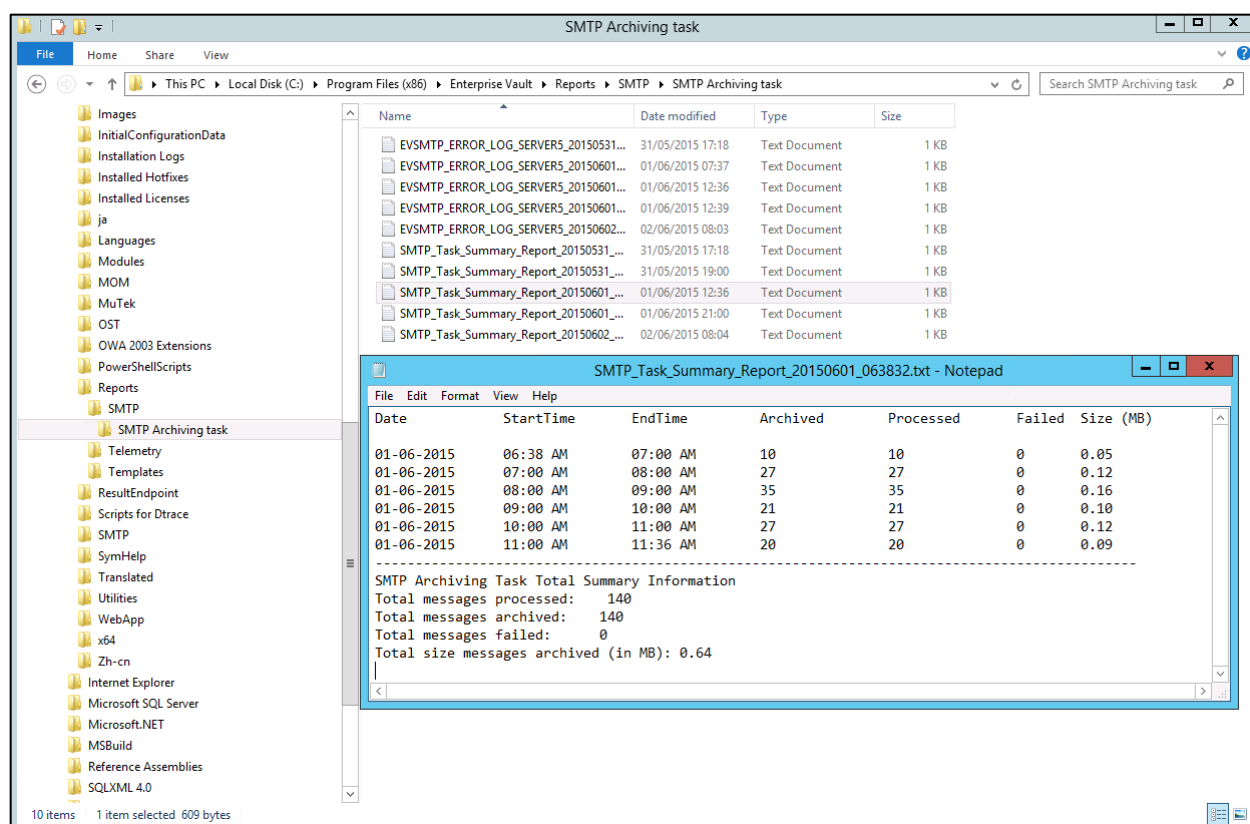 SMTP Archiving task
File Home Share View
This PC Local Disk (C:) Program Files (x86) Enterprise Vault Reports SMTP SMTP Archiving task Search SMTP Archiving task
Images
InitialConfigurationData
Installation Logs
Installed Hotfixes
Installed Licenses
ja
Languages
Modules
MOM
MuTek
OST
OWA 2003 Extensions
PowerShellScripts
Reports
SMTP
SMTP Archiving task
Telemetry
Templates
ResultEndpoint
Scripts for Dtrace
SMTP
SymHelp
Translated
Utilities
WebApp
x64
Zh-cn
Internet Explorer
Microsoft SQL Server
Microsoft.NET
MSBuild
Reference Assemblies
SQLXML 4.0
Name Date modified Type Size
EVSMTP_ERROR_LOG_SERVER5_20150531... 31/05/2015 17:18 Text Document 1 KB
EVSMTP_ERROR_LOG_SERVER5_20150601... 01/06/2015 07:37 Text Document 1 KB
EVSMTP_ERROR_LOG_SERVER5_20150601... 01/06/2015 12:36 Text Document 1 KB
EVSMTP_ERROR_LOG_SERVER5_20150601... 01/06/2015 12:39 Text Document 1 KB
EVSMTP_ERROR_LOG_SERVER5_20150602... 02/06/2015 08:03 Text Document 1 KB
SMTP_Task_Summary_Report_20150531_... 31/05/2015 17:18 Text Document 1 KB
SMTP_Task_Summary_Report_20150531_... 31/05/2015 19:00 Text Document 1 KB
SMTP_Task_Summary_Report_20150601_... 01/06/2015 12:36 Text Document 1 KB
SMTP_Task_Summary_Report_20150601_... 01/06/2015 21:00 Text Document 1 KB
SMTP_Task_Summary_Report_20150602_... 02/06/2015 08:04 Text Document 1 KB
SMTP_Task_Summary_Report_20150601_063832.txt - Notepad
File Edit Format View Help
Date StartTime EndTime Archived Processed Failed Size (MB)
01-06-2015 06:38 AM 07:00 AM 10 10 0 0.05
01-06-2015 07:00 AM 08:00 AM 27 27 0 0.12
01-06-2015 08:00 AM 09:00 AM 35 35 0 0.16
01-06-2015 09:00 AM 10:00 AM 21 21 0 0.10
01-06-2015 10:00 AM 11:00 AM 27 27 0 0.12
01-06-2015 11:00 AM 11:36 AM 20 20 0 0.09
-----------------------------------------------------------------------------------------------
SMTP Archiving Task Total Summary Information
Total messages processed: 140
Total messages archived: 140
Total messages failed: 0
Total size messages archived (in MB): 0.64
10 items 1 item selected 609 bytes